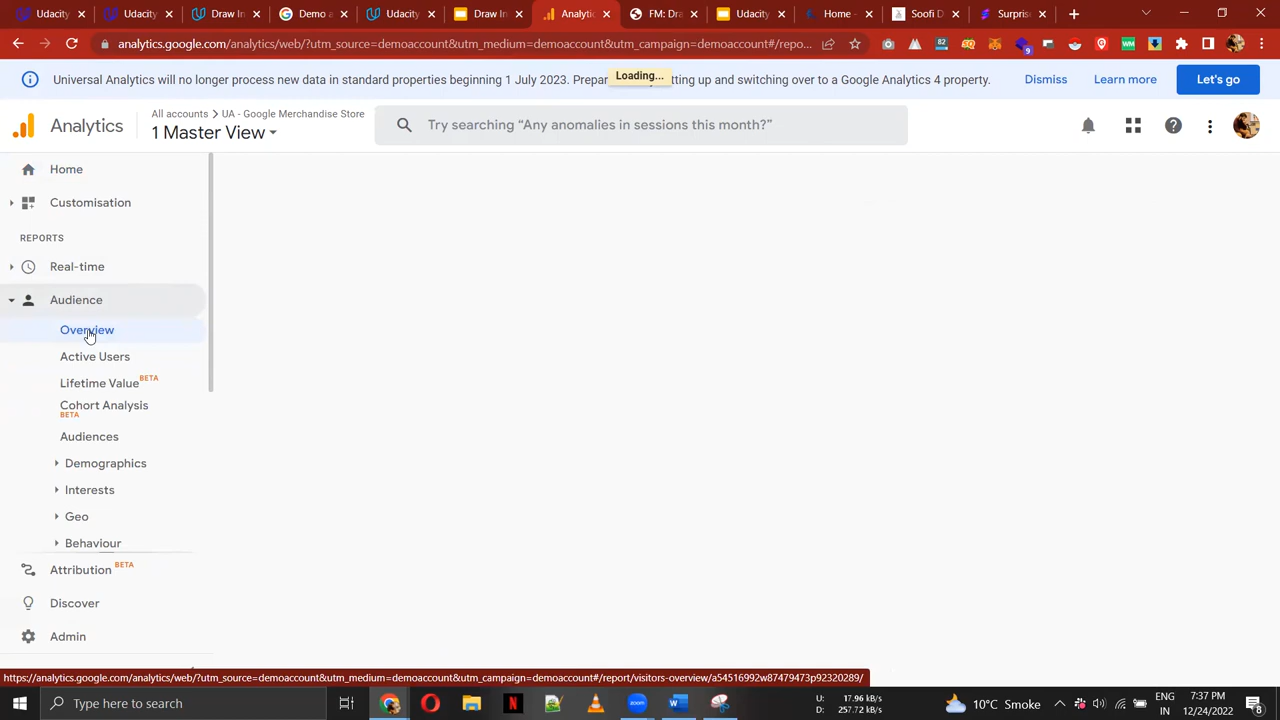 Udacity
Udacity
Draw In
Demo a
Udacity
Draw In
Analytic
FM: Dra
Udacity
Home -
Soofi D
Surprise
analytics.google.com/analytics/web/?utm_source=demoaccount&utm_medium=demoaccount&utm_campaign=demoaccount#/repo...
82
9
WM
Universal Analytics will no longer process new data in standard properties beginning 1 July 2023. Prepar
Loading...
tting up and switching over to a Google Analytics 4 property.
Dismiss
Learn more
Let's go
Analytics
All accounts > UA - Google Merchandise Store
1 Master View
Try searching “Any anomalies in sessions this month?”
Home
Customisation
REPORTS
Real-time
Audience
Overview
Active Users
Lifetime Value BETA
Cohort Analysis
BETA
Audiences
Demographics
Interests
Geo
Behaviour
Attribution BETA
Discover
Admin
https://analytics.google.com/analytics/web/?utm_source=demoaccount&utm_medium=demoaccount&utm_campaign=demoaccount#/report/visitors-overview/a54516992w87479473p92320289/
Type here to search
zoom
U: 17.96 kB/s
D: 257.72 kB/s
10°C Smoke
ENG
IN
7:37 PM
12/24/2022
8